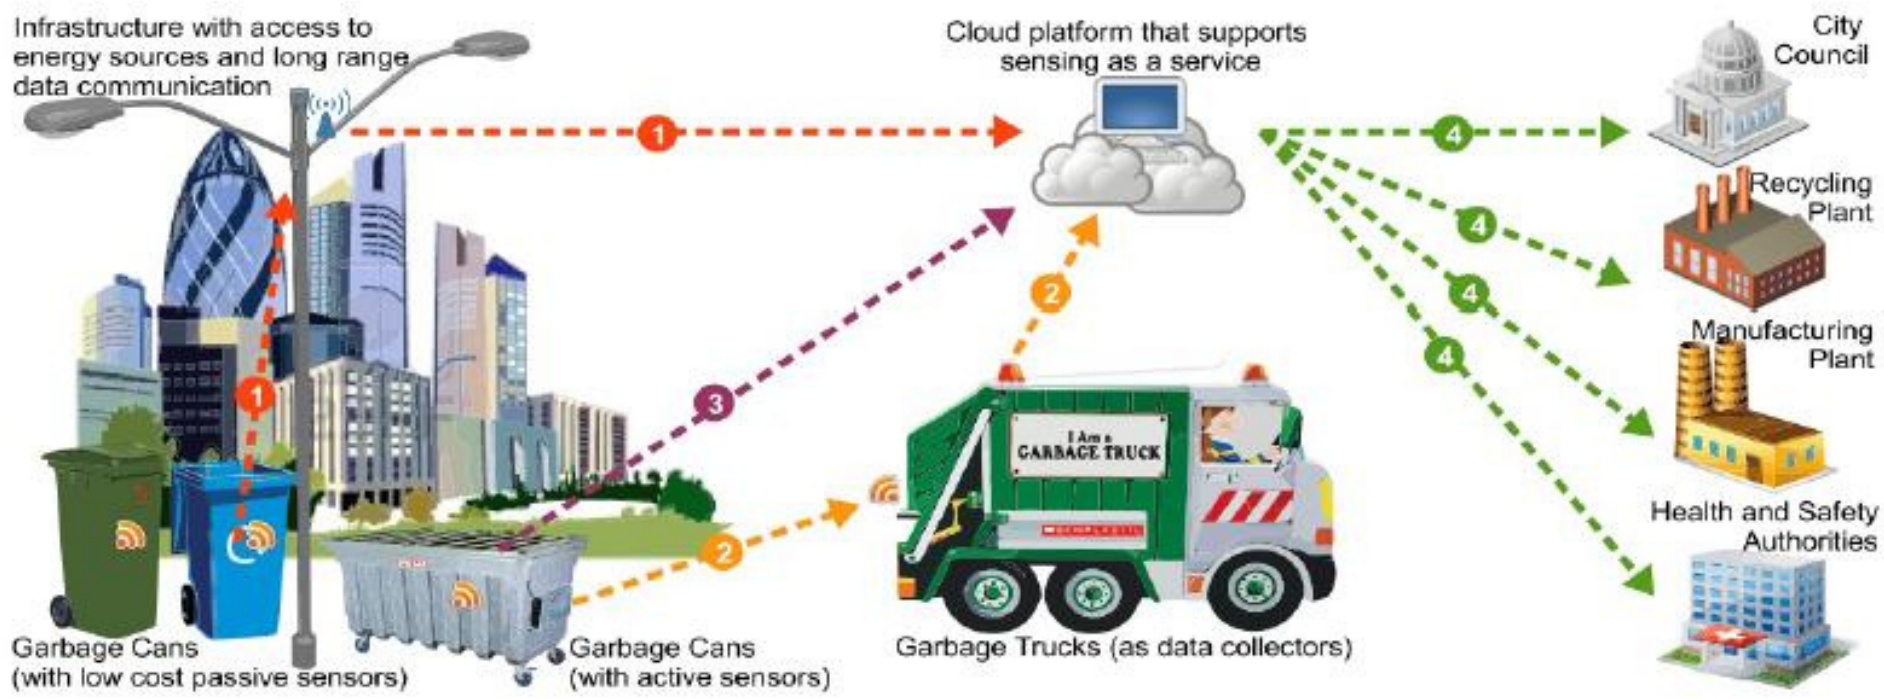 Infrastructure with access to
energy sources and long range
data communication
Cloud platform that supports
sensing as a service
City
Council
1
4
Recycling
Plant
4
2
4
Manufacturing
Plant
4
1
3
I Am a
GARBAGE TRUCK
Health and Safety
Authorities
SCHOLASTIC
2
Garbage Cans
(with low cost passive sensors)
Garbage Cans
(with active sensors)
Garbage Trucks (as data collectors)